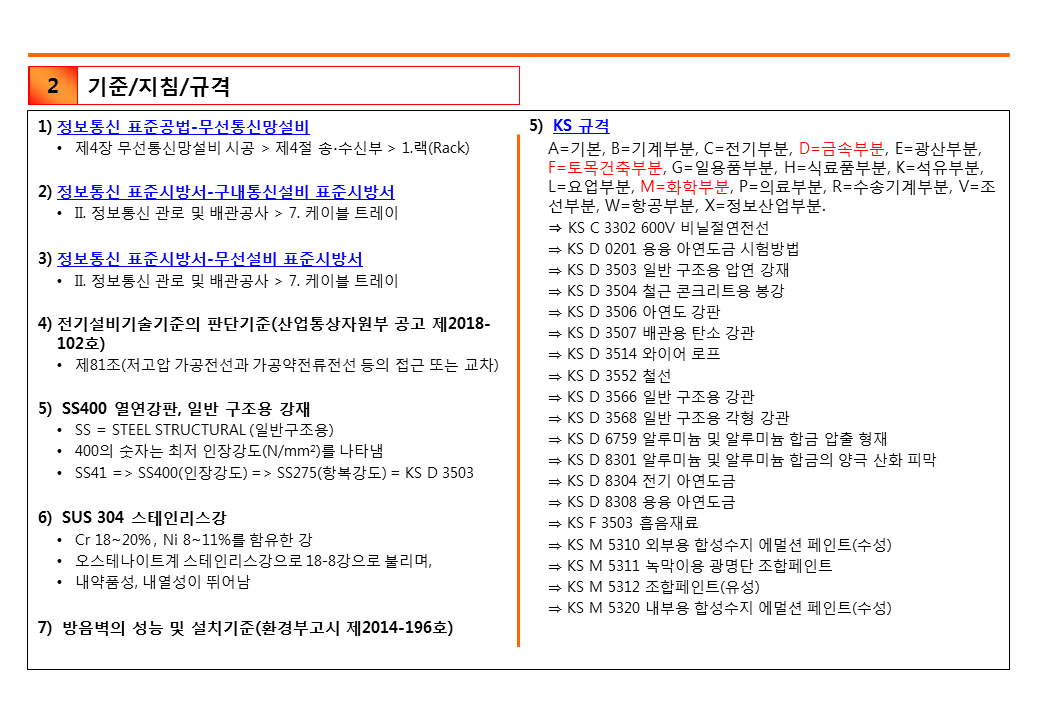 2
기준/지침/규격
1) 정보통신 표준공법-무선통신망설비
• 제4장 무선통신망설비 시공 > 제4절 송·수신부 > 1.랙(Rack)
2) 정보통신 표준시방서-구내통신설비 표준시방서
• II. 정보통신 관로 및 배관공사 > 7. 케이블 트레이
3) 정보통신 표준시방서-무선설비 표준시방서
• II. 정보통신 관로 및 배관공사 > 7. 케이블 트레이
4) 전기설비기술기준의 판단기준(산업통상자원부 공고 제2018-
102호)
• 제81조(저고압 가공전선과 가공약전류전선 등의 접근 또는 교차)
5) SS400 열연강판, 일반 구조용 강재
• SS = STEEL STRUCTURAL (일반구조용)
• 400의 숫자는 최저 인장강도(N/mm²)를 나타냄
• SS41 => SS400(인장강도) => SS275(항복강도) = KS D 3503
6) SUS 304 스테인리스강
• Cr 18~20%, Ni 8~11%를 함유한 강
• 오스테나이트계 스테인리스강으로 18-8강으로 불리며,
• 내약품성, 내열성이 뛰어남
7) 방음벽의 성능 및 설치기준(환경부고시 제2014-196호)
5) KS 규격
A=기본, B=기계부분, C=전기부분, D=금속부분, E=광산부분,
F=토목건축부분, G=일용품부분, H=식료품부분, K=석유부분,
L=요업부분, M=화학부분, P=의료부분, R=수송기계부분, V=조
선부분, W=항공부분, X=정보산업부분.
⇒ KS C 3302 600V 비닐절연전선
⇒ KS D 0201 용융 아연도금 시험방법
⇒ KS D 3503 일반 구조용 압연 강재
⇒ KS D 3504 철근 콘크리트용 봉강
⇒ KS D 3506 아연도 강판
⇒ KS D 3507 배관용 탄소 강관
⇒ KS D 3514 와이어 로프
⇒ KS D 3552 철선
⇒ KS D 3566 일반 구조용 강관
⇒ KS D 3568 일반 구조용 각형 강관
⇒ KS D 6759 알루미늄 및 알루미늄 합금 압출 형재
⇒ KS D 8301 알루미늄 및 알루미늄 합금의 양극 산화 피막
⇒ KS D 8304 전기 아연도금
⇒ KS D 8308 용융 아연도금
⇒ KS F 3503 흡음재료
⇒ KS M 5310 외부용 합성수지 에멀션 페인트(수성)
⇒ KS M 5311 녹막이용 광명단 조합페인트
⇒ KS M 5312 조합페인트(유성)
⇒ KS M 5320 내부용 합성수지 에멀션 페인트(수성)